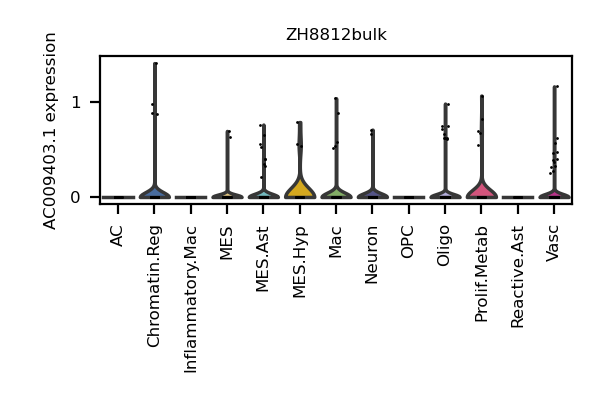 ZH8812bulk
AC009403.1 expression
1
0
AC
Chromatin.Reg
Inflammatory.Mac
MES
MES.Ast
MES.Hyp
Mac
Neuron
OPC
Oligo
Prolif.Metab
Reactive.Ast
Vasc